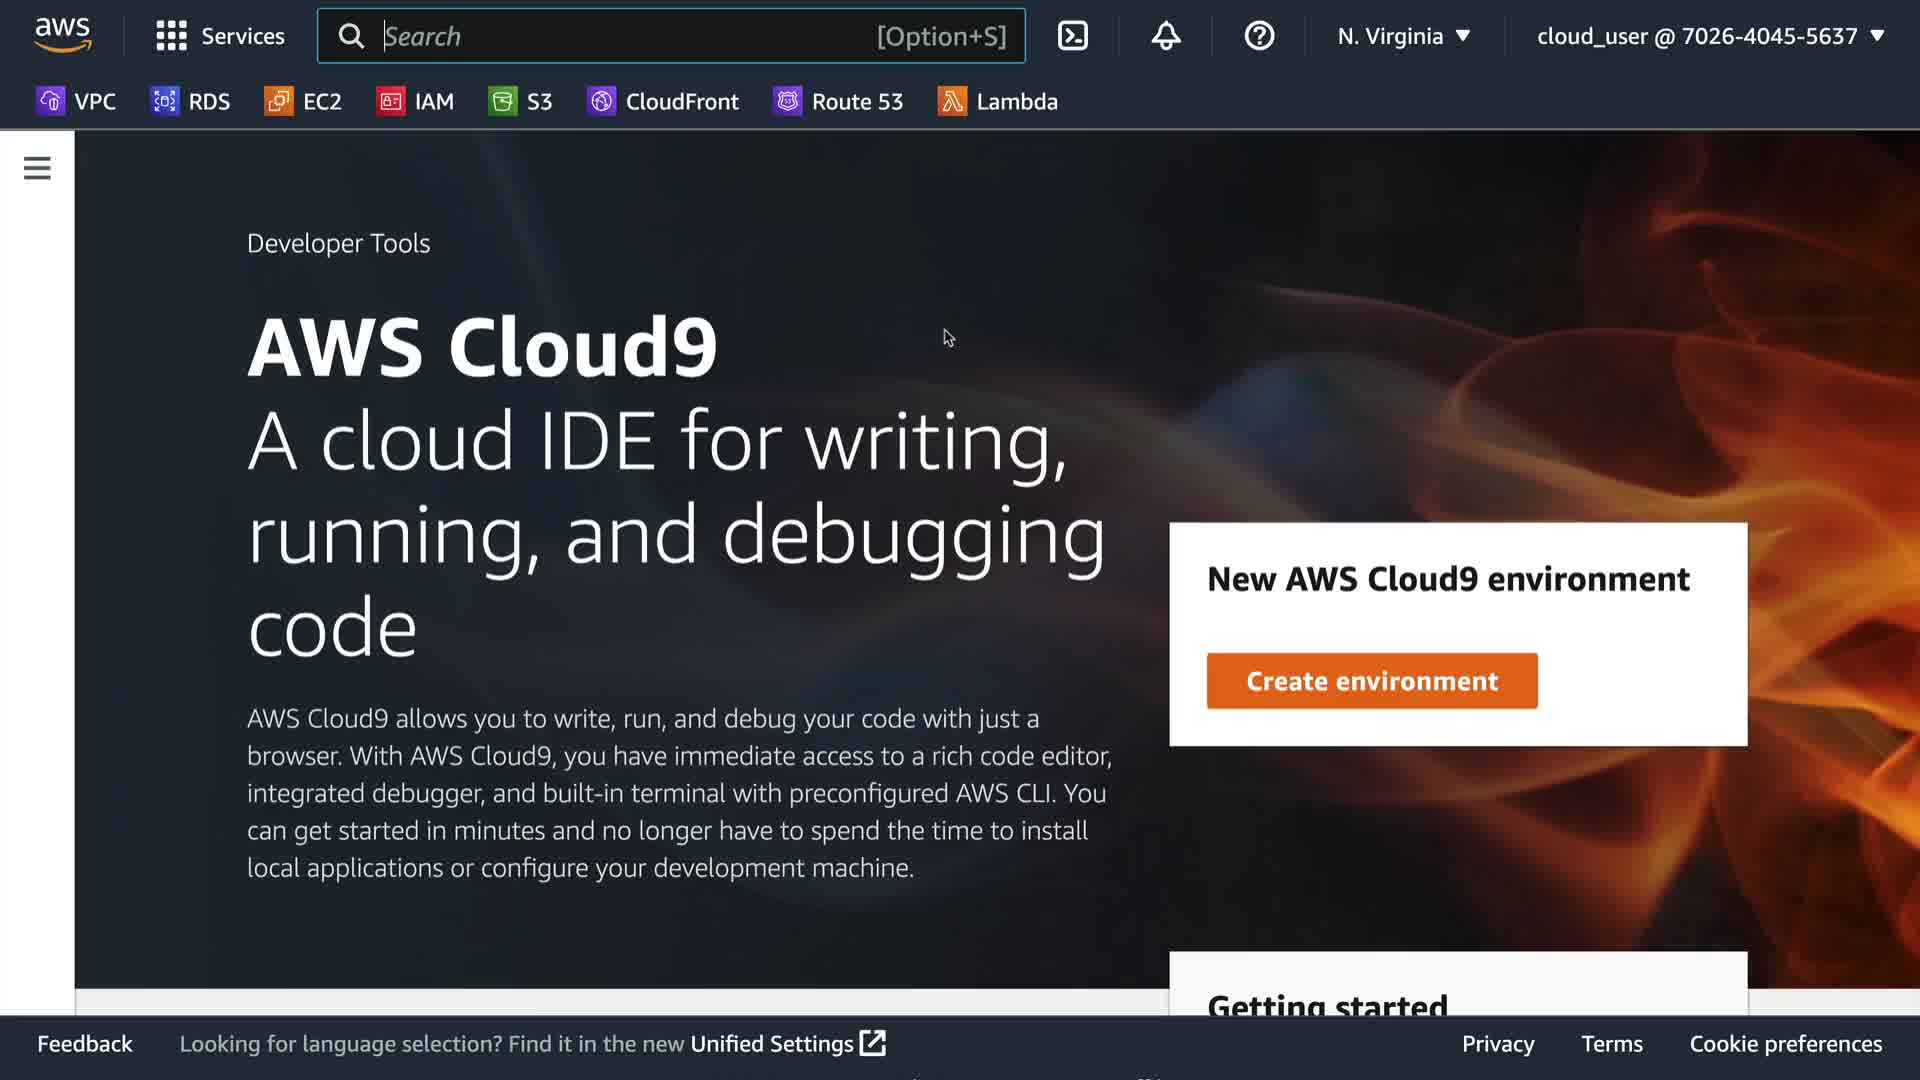 aws
Services
Search
[Option+S]
N. Virginia
cloud_user @ 7026-4045-5637
VPC
RDS
EC2
IAM
S3
CloudFront
Route 53
Lambda
Developer Tools
AWS Cloud9
A cloud IDE for writing,
running, and debugging
code
AWS Cloud9 allows you to write, run, and debug your code with just a
browser. With AWS Cloud9, you have immediate access to a rich code editor,
integrated debugger, and built-in terminal with preconfigured AWS CLI. You
can get started in minutes and no longer have to spend the time to install
local applications or configure your development machine.
New AWS Cloud9 environment
Create environment
Getting started
Feedback
Looking for language selection? Find it in the new Unified Settings
Privacy
Terms
Cookie preferences